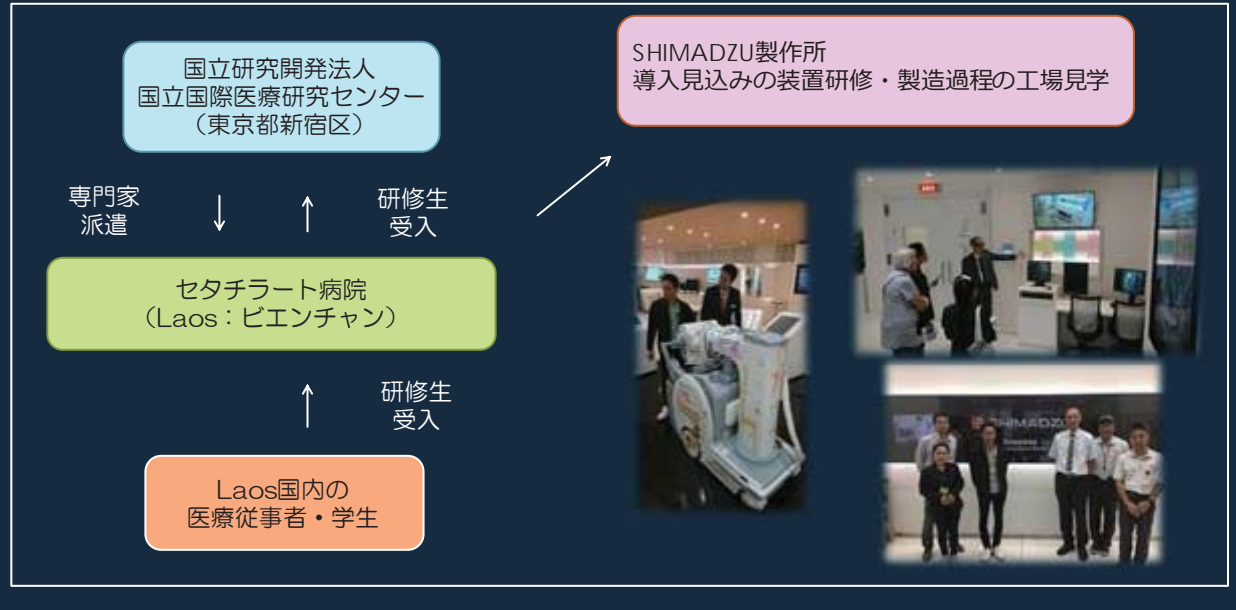 国立研究開発法人
国立国際医療研究センター
（東京都新宿区）
SHIMADZU製作所
導入見込みの装置研修・製造過程の工場見学
専門家
派遣
研修生
受入
セタチラート病院
（Laos：ビエンチャン）
研修生
受入
Laos国内の
医療従事者・学生
SHIMADZU